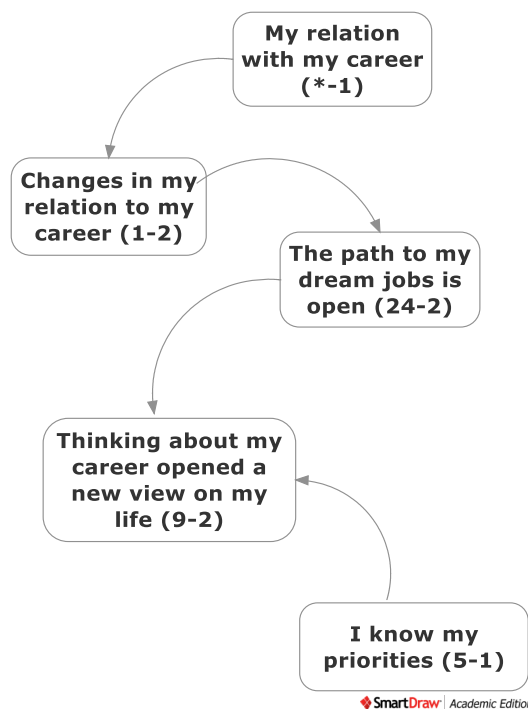 My relation
with my career
(*-1)
Changes in my
relation to my
career (1-2)
The path to my
dream jobs is
open (24-2)
Thinking about my
career opened a
new view on my
life (9-2)
I know my
priorities (5-1)
SmartDraw Academic Editio